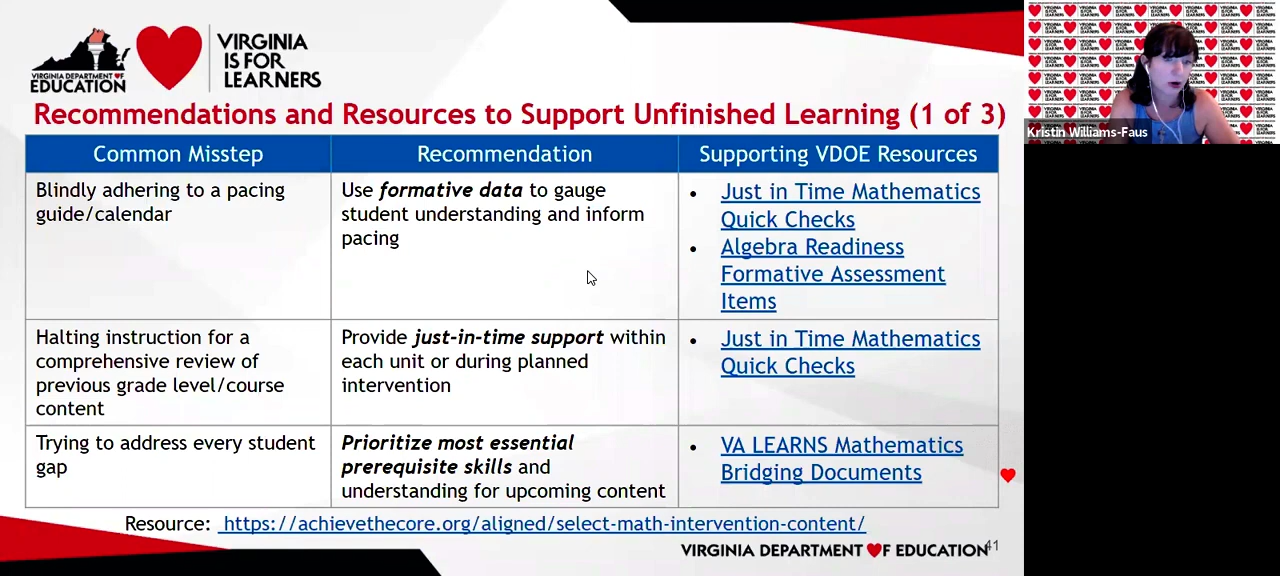 VIRGINIA DEPARTMENT OF
EDUCATION
VIRGINIA
IS FOR
LEARNERS
Recommendations and Resources to Support Unfinished Learning (1 of 3)
Common Misstep
Recommendation
Supporting VDOE Resources
Blindly adhering to a pacing
guide/calendar
Use formative data to gauge
student understanding and inform
pacing
• Just in Time Mathematics
Quick Checks
• Algebra Readiness
Formative Assessment
Items
Halting instruction for a
comprehensive review of
previous grade level/course
content
Provide just-in-time support within
each unit or during planned
intervention
• Just in Time Mathematics
Quick Checks
Trying to address every student
gap
Prioritize most essential
prerequisite skills and
understanding for upcoming content
• VA LEARNS Mathematics
Bridging Documents
Resource: https://achievethecore.org/aligned/select-math-intervention-content/
VIRGINIA DEPARTMENT OF EDUCATION
41
Kristin Williams-Faus